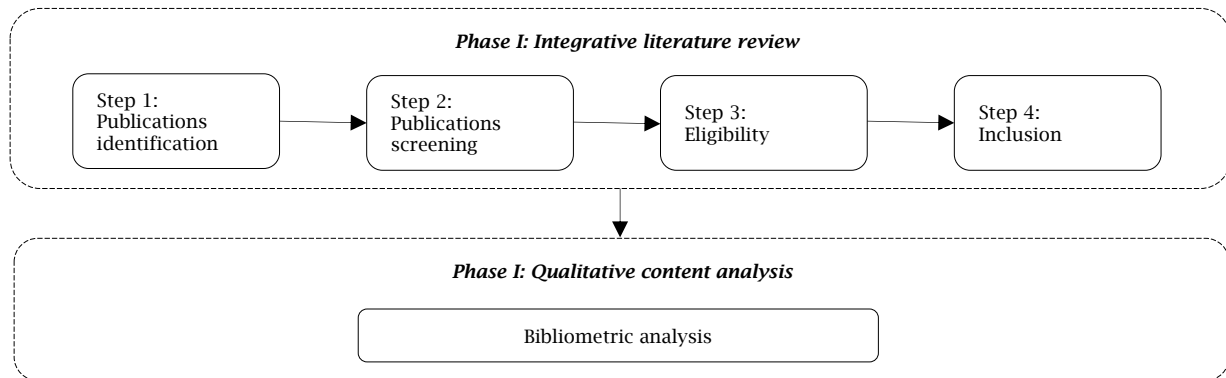 Phase I: Integrative literature review
Step 1:
Publications
identification
Step 2:
Publications
screening
Step 3:
Eligibility
Step 4:
Inclusion
Phase I: Qualitative content analysis
Bibliometric analysis